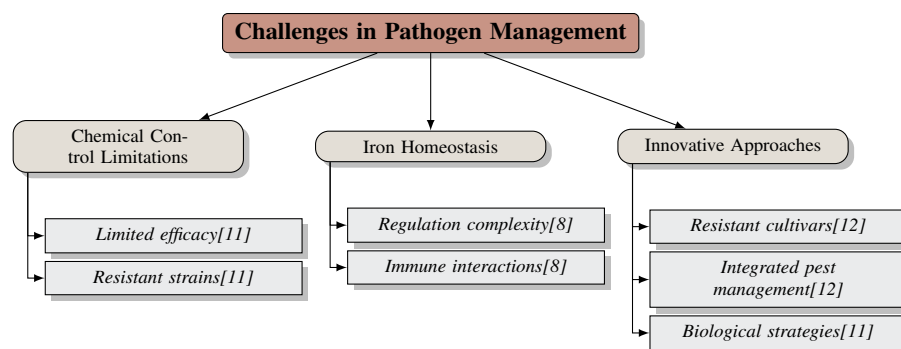 Challenges in Pathogen Management
Chemical Con-
trol Limitations
Limited efficacy[11]
Resistant strains[11]
Iron Homeostasis
Regulation complexity[8]
Immune interactions[8]
Innovative Approaches
Resistant cultivars[12]
Integrated pest
management[12]
Biological strategies[11]